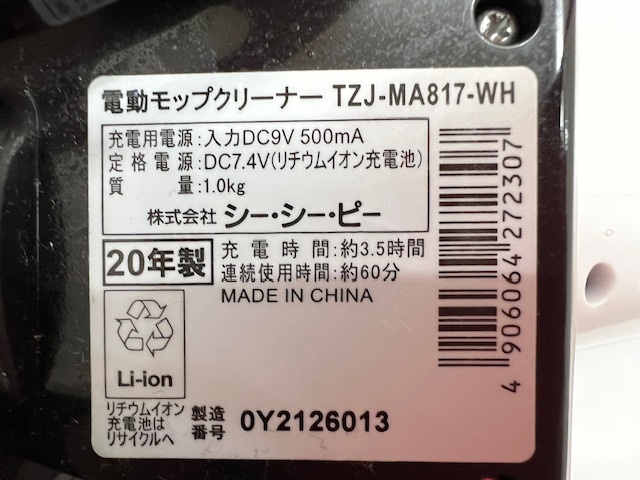 電動モップクリーナー TZJ-MA817-WH
充電用電源:入力DC9V 500mA
定格電源:DC7.4V(リチウムイオン充電池)
質量:1.0kg
株式会社 シー・シー・ピー
20年製
充電時間:約3.5時間
連続使用時間:約60分
MADE IN CHINA
Li-ion
リチウムイオン
充電池は
リサイクルへ
製造
番号
0Y2126013
4906064272307